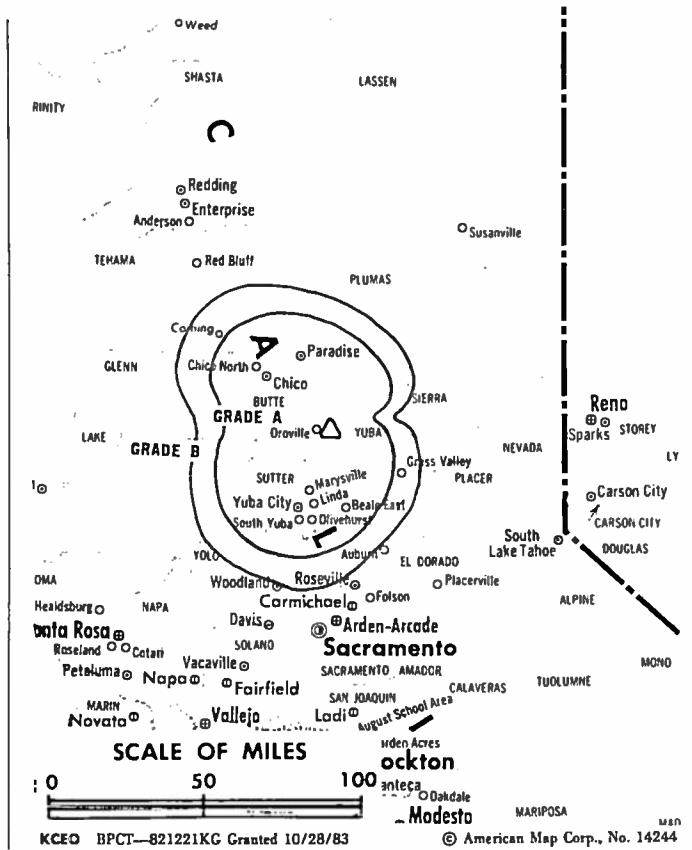 Weed
SHASTA
LASSEN
RINITY
C
Redding
Enterprise
Anderson
Susanville
TEHAMA
Red Bluff
PLUMAS
A
Paradise
GLENN
Chico North
Chico
BUTTE
SIERRA
GRADE A
Reno
Oroville
YUBA
Sparks
STOREY
LAKE
GRADE B
NEVADA
LY
Grass Valley
SUTTER
Marysville
PLACER
Yuba City
Linda
Beale East
Carson City
South Yuba
Olivehurst
CARSON CITY
L
South
Lake Tahoe
DOUGLAS
YOLO
Auburn
EL DORADO
OMA
Woodland
Roseville
Placerville
Healdsburg
NAPA
Carmichael
Folson
ALPINE
Davis
Arden-Arcade
Santa Rosa
SOLANO
Sacramento
Roseland
Cotati
MONO
Petaluma
Vacaville
SACRAMENTO
AMADOR
Napa
Fairfield
TUOLUMNE
CALAVERAS
MARIN
SAN JOAQUIN
Novata
Vallejo
Lodi
August School Area
SCALE OF MILES
rden Acres
ockton
0 50 100
anteca
Oakdale
Modesto
MARIPOSA
KCEO BPCT—821221KG Granted 10/28/83
© American Map Corp., No. 14244